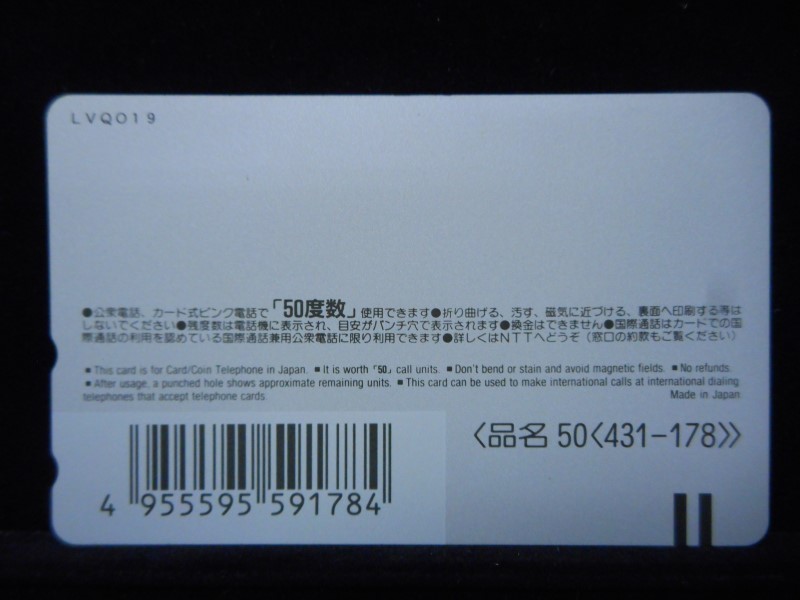 LVQ019
●公衆電話、カード式ピンク電話で「50度数」使用できます●折り曲げる、汚す、磁気に近づける、裏面へ印刷する等は
しないでください●残度数は電話機に表示され、目安がパンチ穴で表示されます●換金はできません●国際通話はカードでの国
際通話の利用を認めている国際通話兼用公衆電話に限り利用できます●詳しくはNTTへどうぞ（窓口の約款もご覧ください）
■This card is for Card/Coin Telephone in Japan. ■It is worth「50」call units. ■Don't bend or stain and avoid magnetic fields. ■No refunds.
■After usage, a punched hole shows approximate remaining units. ■This card can be used to make international calls at international dialing
telephones that accept telephone cards. Made in Japan
〈品名 50〈431-178〉〉
4 955595 591784